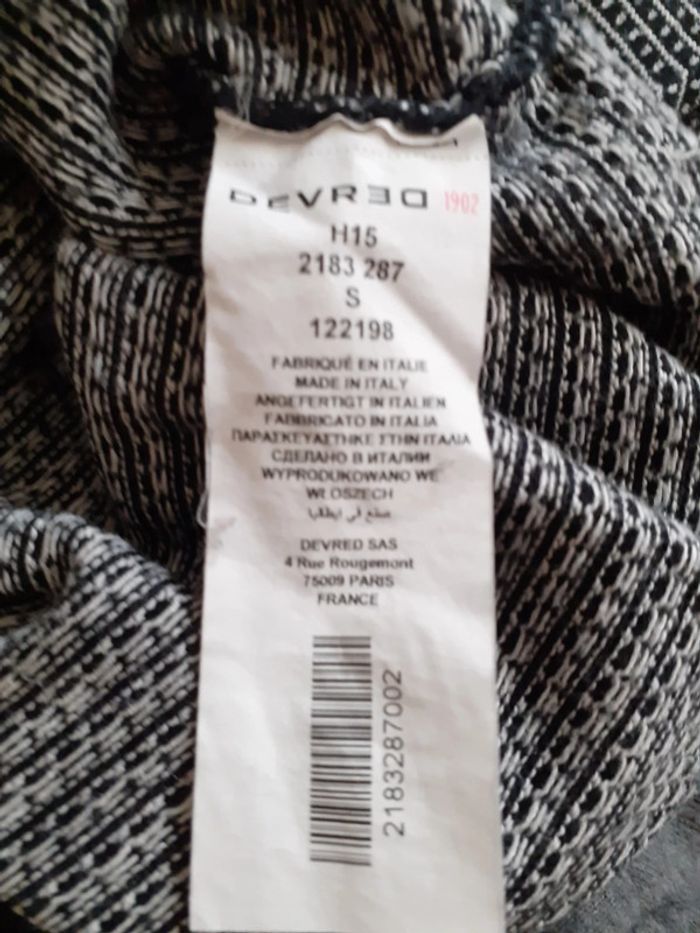 DEVRED 1902
H15
2183 287
S
122198
FABRIQUÉ EN ITALIE
MADE IN ITALY
ANGEFERTIGT IN ITALIEN
FABBRICATO IN ITALIA
ΠΑΡΑΣΚΕΥΑΣΤΗΚΕ ΣΤΗΝ ΙΤΑΛΙΑ
СДЕЛАНО В ИТАЛИИ
WYPRODUKOWANO WE
WŁOSZECH
صنع في ايطاليا
DEVRED SAS
4 Rue Rougemont
75009 PARIS
FRANCE
2183287002